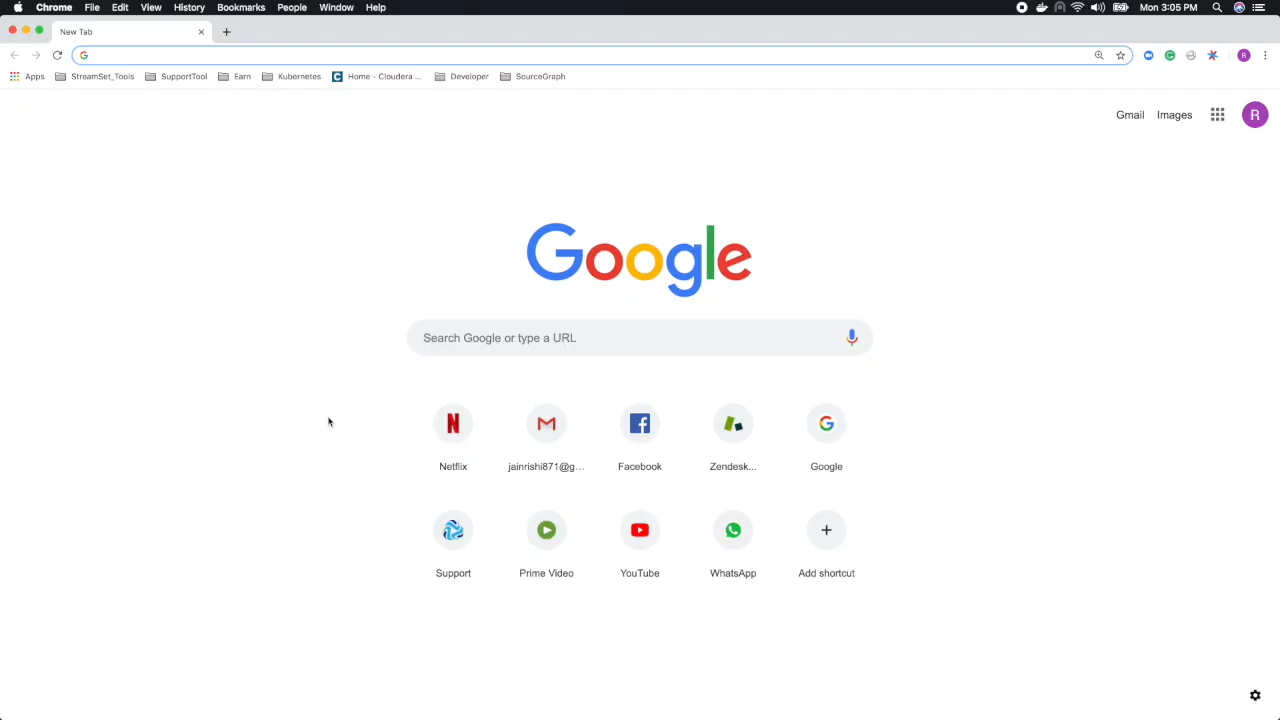 Chrome File Edit View History Bookmarks People Window Help Mon 3:05 PM
New Tab
Apps StreamSet_Tools SupportTool Earn Kubernetes Home - Cloudera ... Developer SourceGraph
Gmail Images R
Google
Search Google or type a URL
Netflix jainrishi871@g... Facebook Zendesk... Google
Support Prime Video YouTube WhatsApp Add shortcut